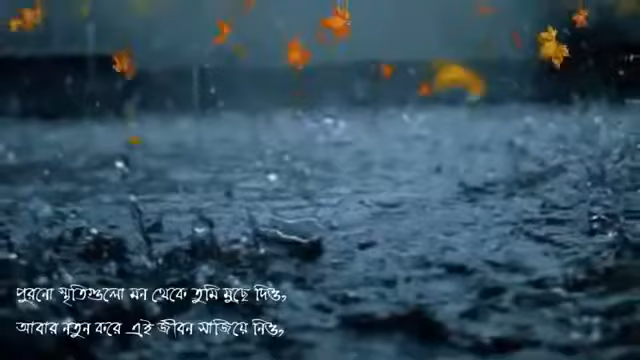 পুরনো স্মৃতিগুলো মন থেকে তুমি মুছে দিও,
আবার নতুন করে এই জীবন সাজিয়ে নিও,